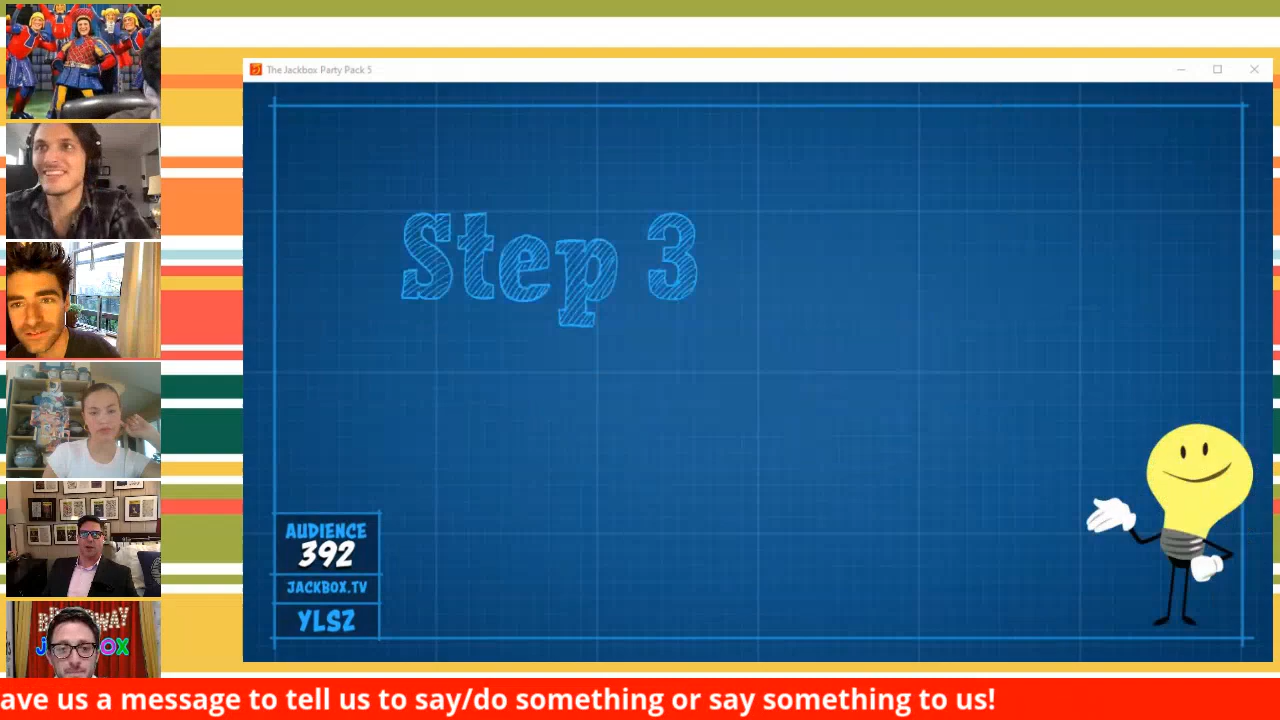 The Jackbox Party Pack 5
Step 3
AUDIENCE
392
JACKBOX.TV
YLSZ
ave us a message to tell us to say/do something or say something to us!